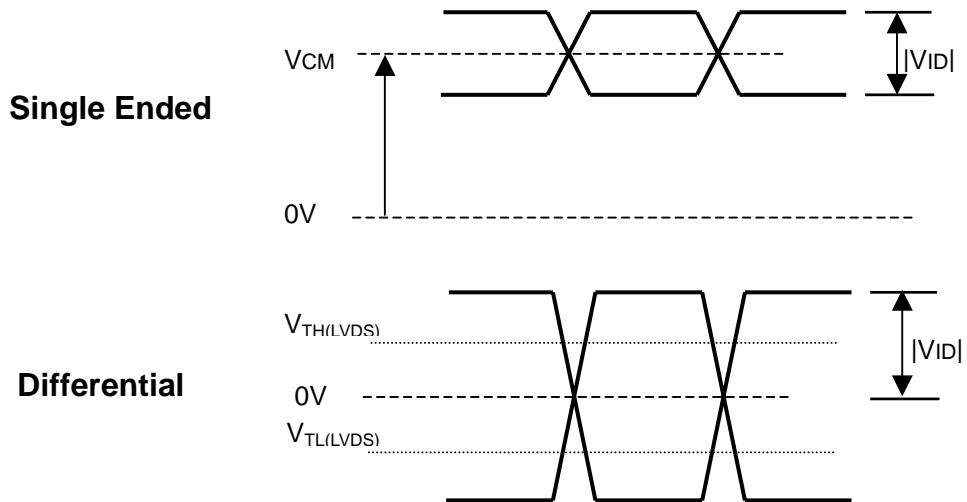 VCM
|VID|
Single Ended
0V
VTH(LVDS)
|VID|
Differential
0V
VTL(LVDS)